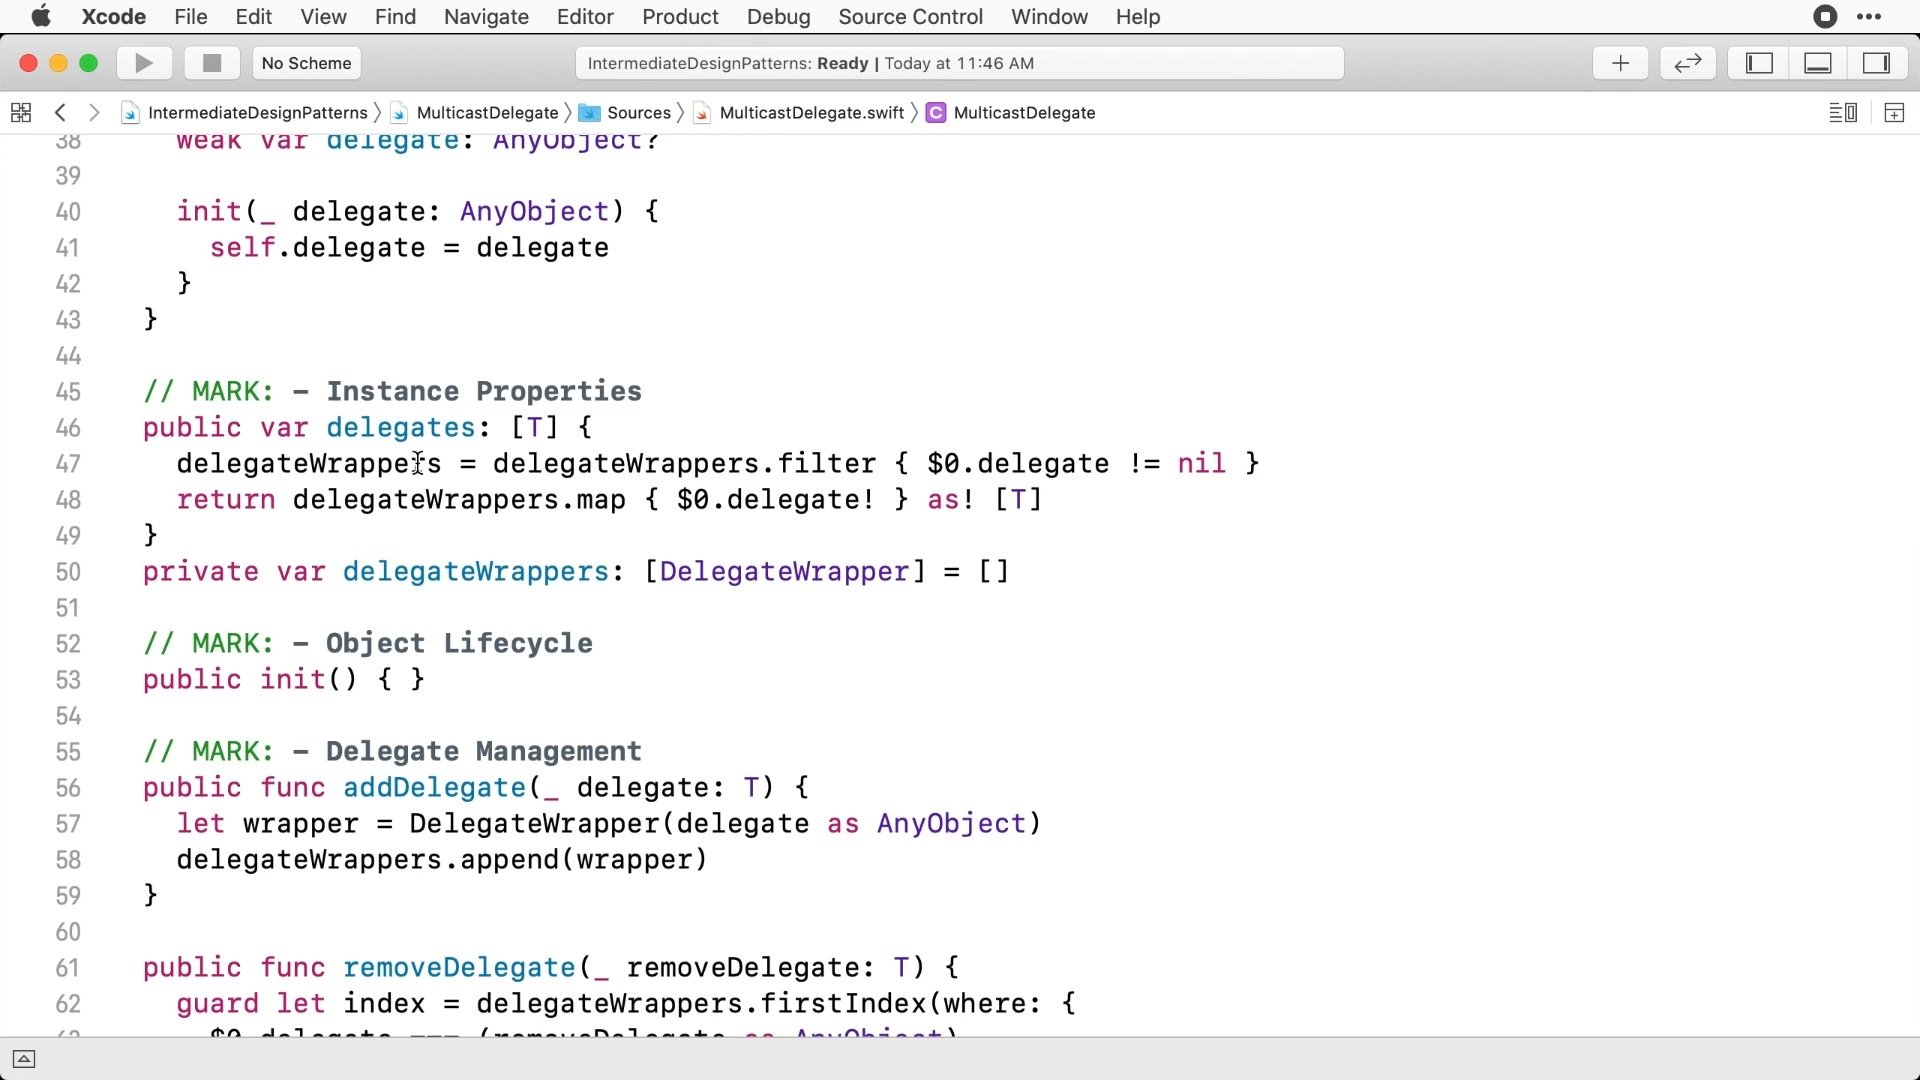 Xcode File Edit View Find Navigate Editor Product Debug Source Control Window Help
No Scheme
IntermediateDesignPatterns: Ready | Today at 11:46 AM
IntermediateDesignPatterns MulticastDelegate Sources MulticastDelegate.swift C MulticastDelegate
38 weak var delegate: AnyObject?
39
40 init(_ delegate: AnyObject) {
41 self.delegate = delegate
42 }
43 }
44
45 // MARK: - Instance Properties
46 public var delegates: [T] {
47 delegateWrappers = delegateWrappers.filter { $0.delegate != nil }
48 return delegateWrappers.map { $0.delegate! } as! [T]
49 }
50 private var delegateWrappers: [DelegateWrapper] = []
51
52 // MARK: - Object Lifecycle
53 public init() { }
54
55 // MARK: - Delegate Management
56 public func addDelegate(_ delegate: T) {
57 let wrapper = DelegateWrapper(delegate as AnyObject)
58 delegateWrappers.append(wrapper)
59 }
60
61 public func removeDelegate(_ removeDelegate: T) {
62 guard let index = delegateWrappers.firstIndex(where: {
63 $0.delegate === (removeDelegate as AnyObject)